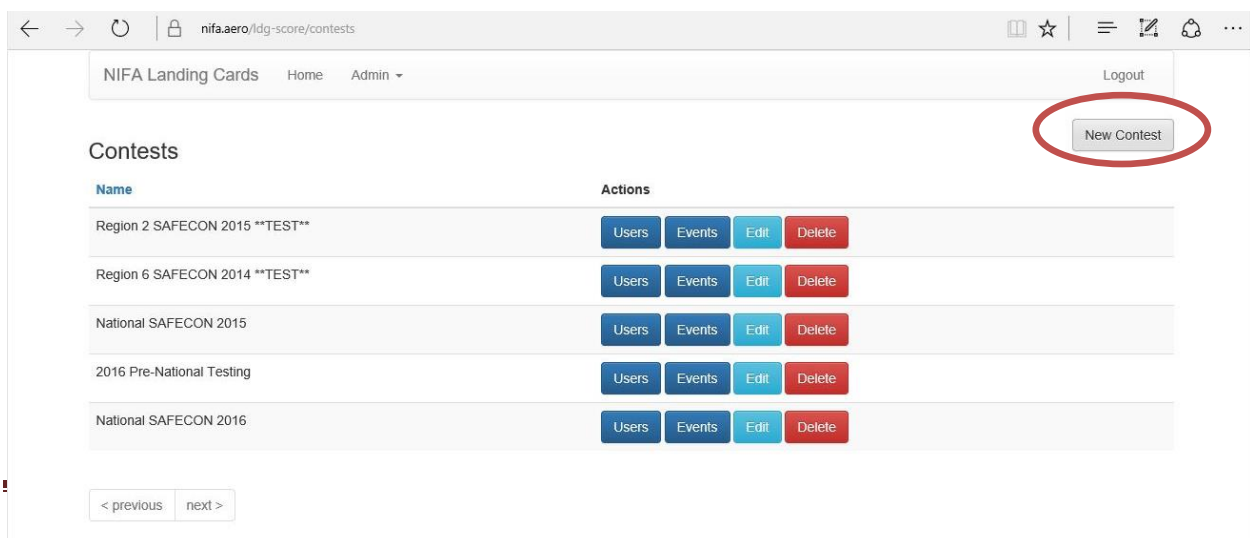 nifa.aero/ldg-score/contests
NIFA Landing Cards Home Admin Logout
New Contest
Contests
Name Actions
Region 2 SAFECON 2015 **TEST** Users Events Edit Delete
Region 6 SAFECON 2014 **TEST** Users Events Edit Delete
National SAFECON 2015 Users Events Edit Delete
2016 Pre-National Testing Users Events Edit Delete
National SAFECON 2016 Users Events Edit Delete
< previous next >